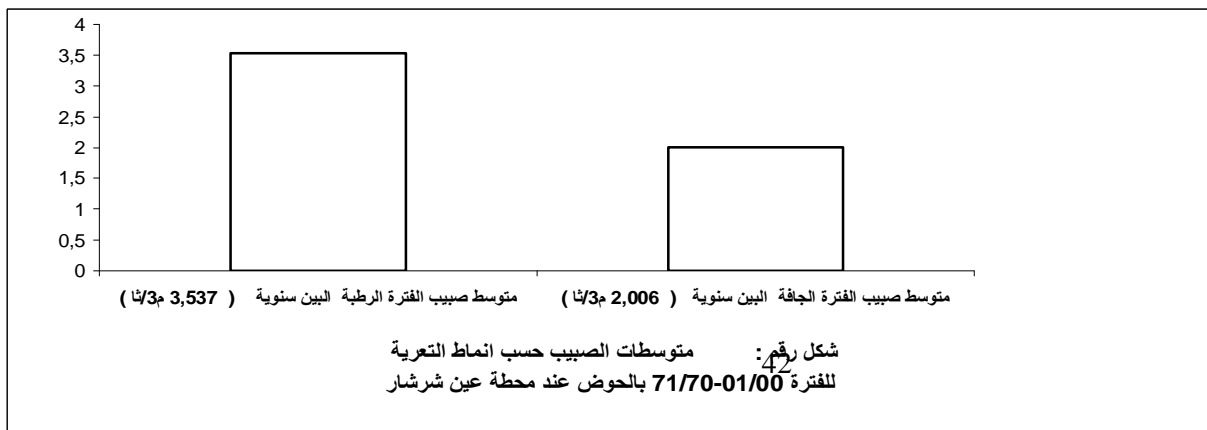 4
3,5
3
2,5
2
1,5
1
0,5
0
متوسط صبيب الفترة الرطبة البين سنوية ( 3,537 م3/ثا )
متوسط صبيب الفترة الجافة البين سنوية ( 2,006 م3/ثا )
شكل رقم : 42 متوسطات الصبيب حسب انماط التعرية
للفترة 71/70-01/00 بالحوض عند محطة عين شرشار